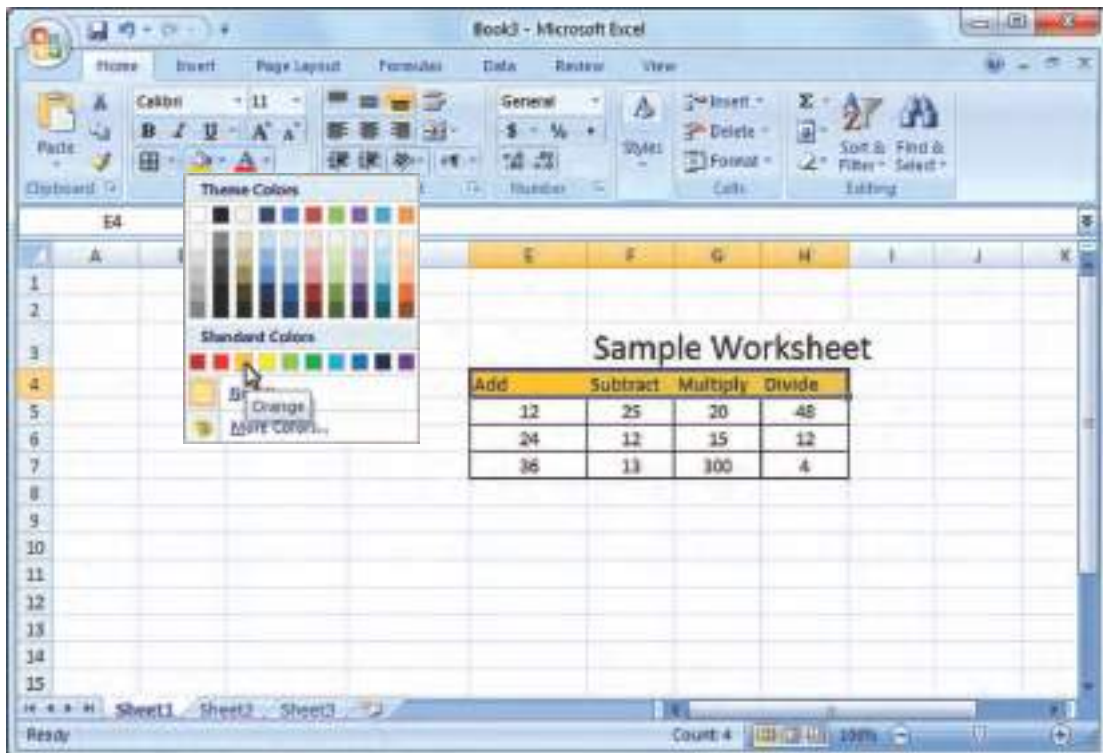 Book3 - Microsoft Excel
Home Insert Page Layout Formulas Data Review View
Calibri 11 General
Insert
B I U A A $ % Delete
Paste Styles Format Sort & Filter Find & Select
Clipboard Number Cells Editing
Theme Colors
E4
A E F G H I J K
1
2
Standard Colors
3 Sample Worksheet
4 Add Subtract Multiply Divide
Orange
5 12 25 20 48
More Colors...
6 24 12 15 12
7 36 13 300 4
8
9
10
11
12
13
14
15
Sheet1 Sheet2 Sheet3
Ready Count: 4 100%